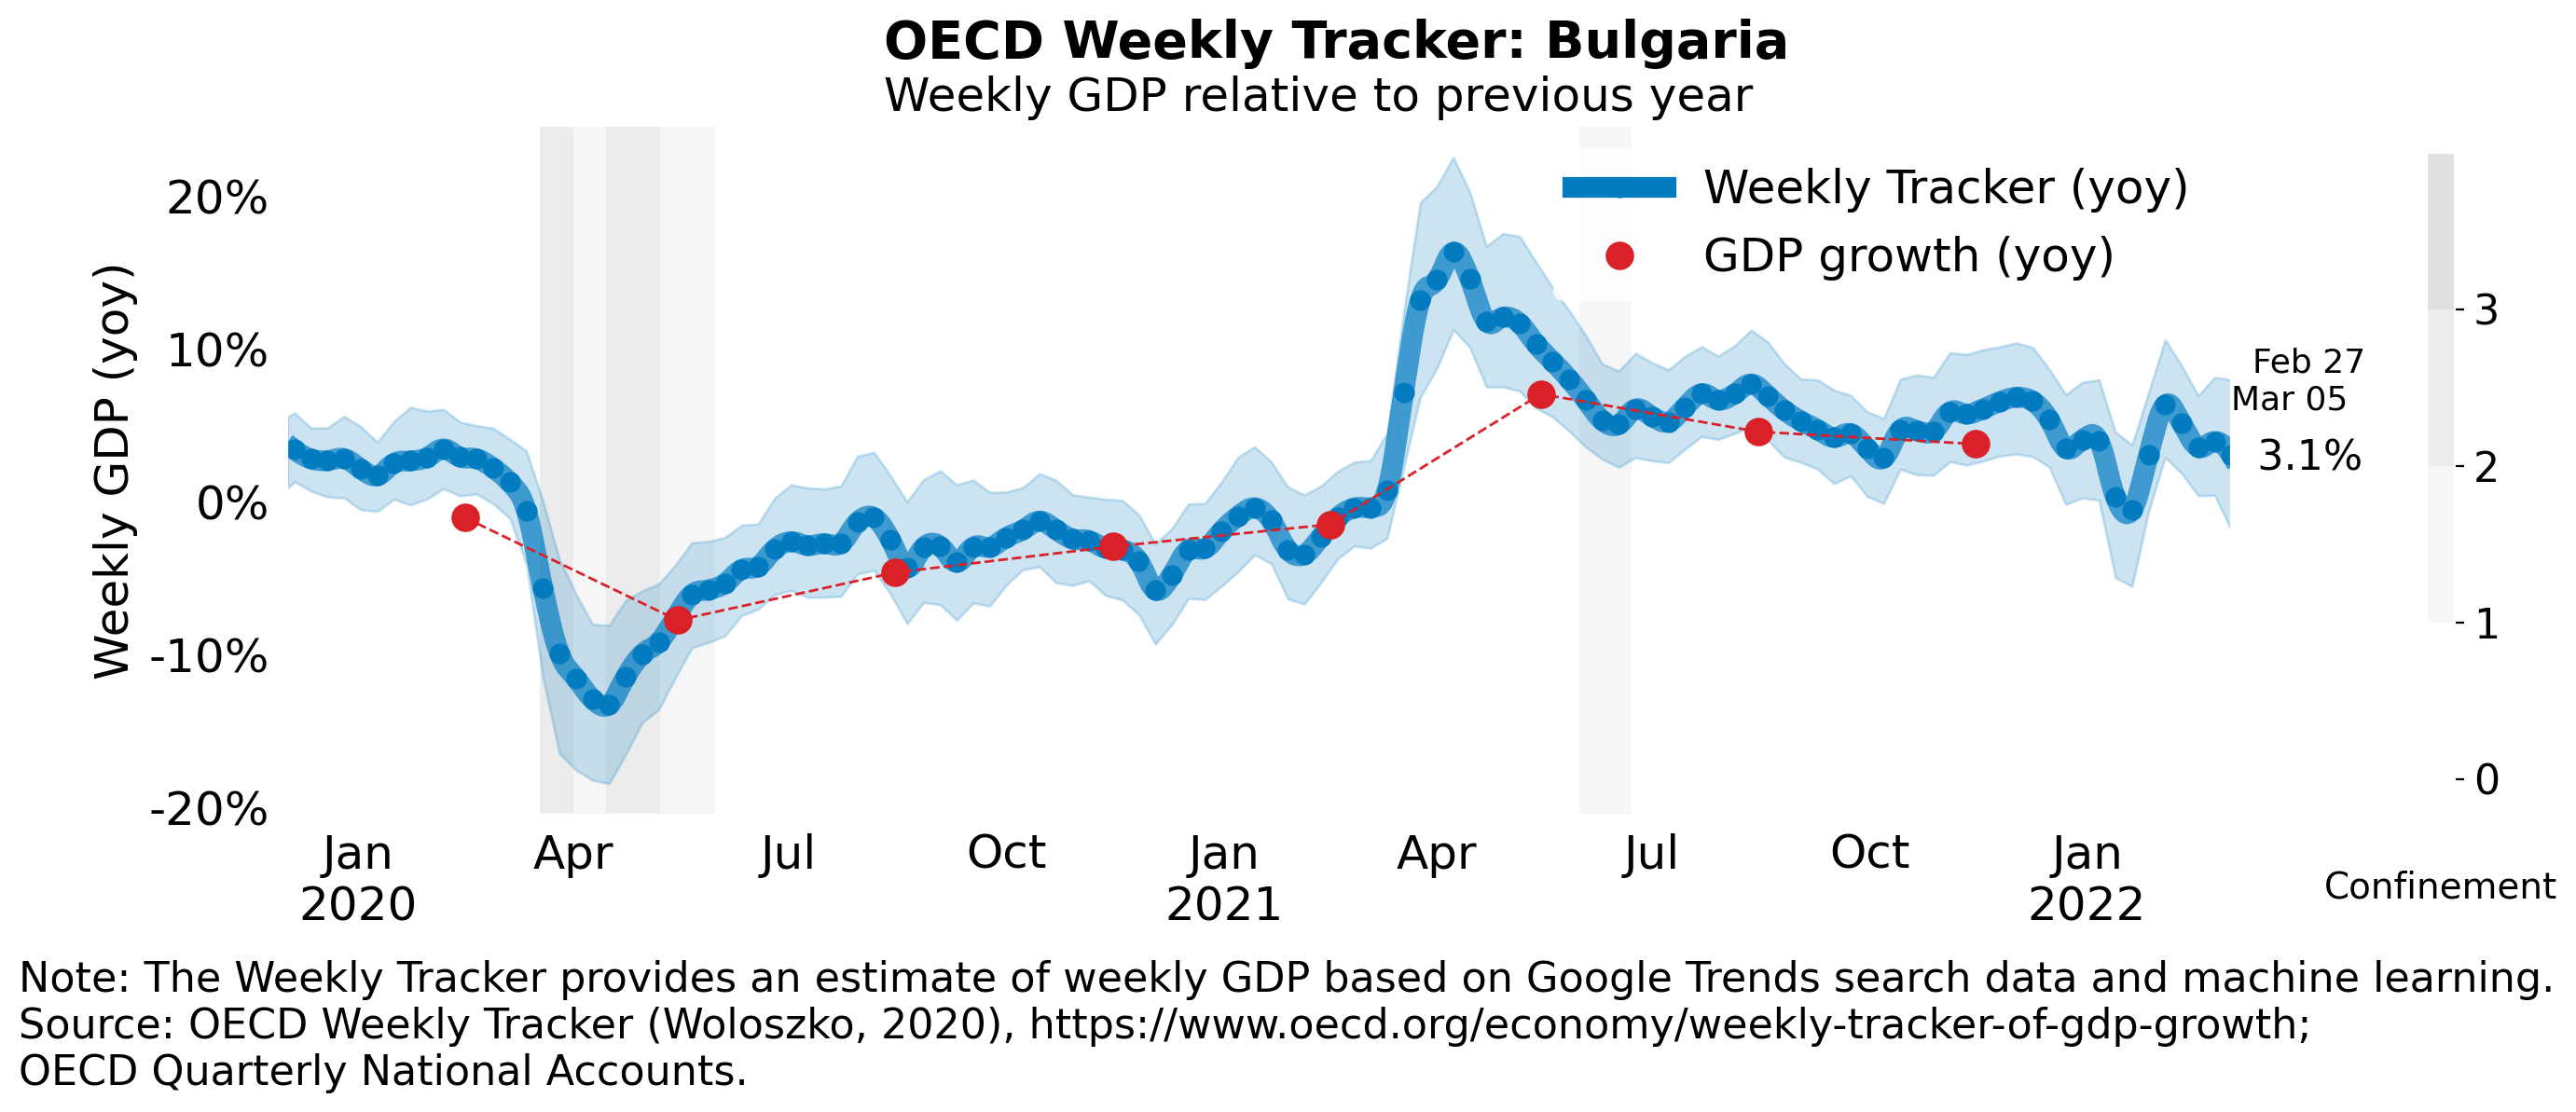 OECD Weekly Tracker: Bulgaria
Weekly GDP relative to previous year
Weekly GDP (yoy)
20%
10%
0%
-10%
-20%
Weekly Tracker (yoy)
GDP growth (yoy)
Feb 27
Mar 05
3.1%
3
2
1
0
Confinement
Jan Apr Jul Oct Jan Apr Jul Oct Jan
2020 2021 2022
Note: The Weekly Tracker provides an estimate of weekly GDP based on Google Trends search data and machine learning.
Source: OECD Weekly Tracker (Woloszko, 2020), https://www.oecd.org/economy/weekly-tracker-of-gdp-growth;
OECD Quarterly National Accounts.